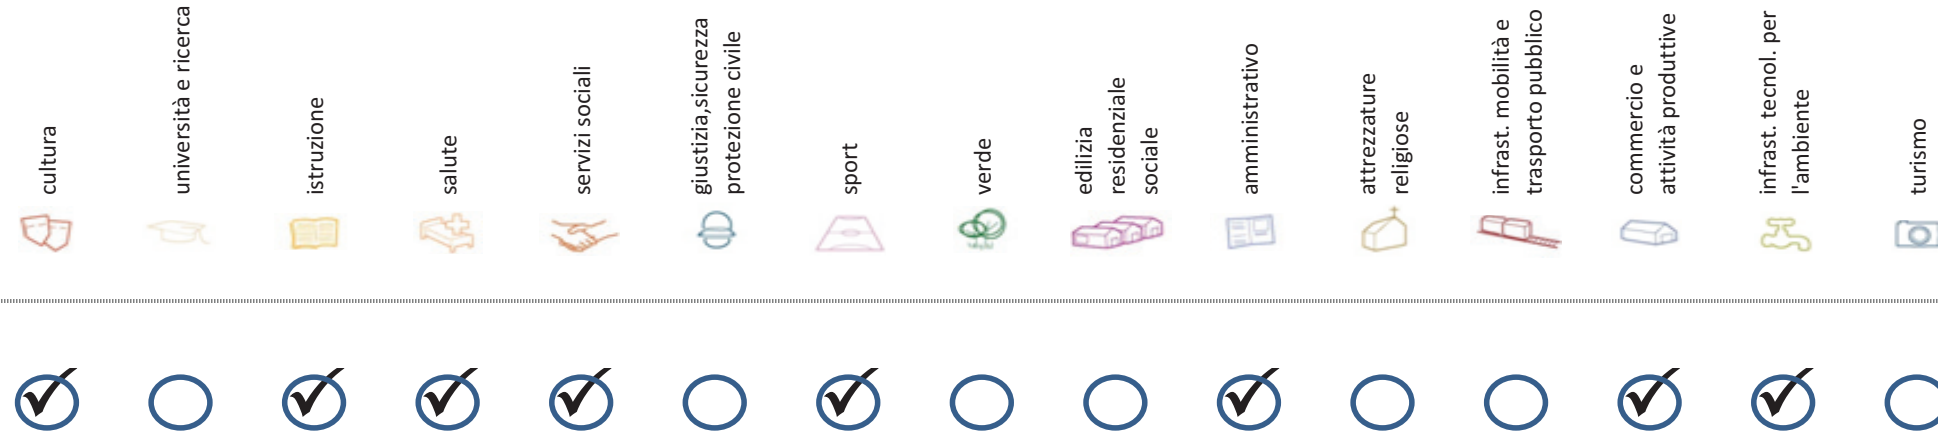 cultura
università e ricerca
istruzione
salute
servizi sociali
giustizia,sicurezza
protezione civile
sport
verde
edilizia
residenziale
sociale
amministrativo
attrezzature
religiose
infrast. mobilità e
trasporto pubblico
commercio e
attività produttive
infrast. tecnol. per
l'ambiente
turismo